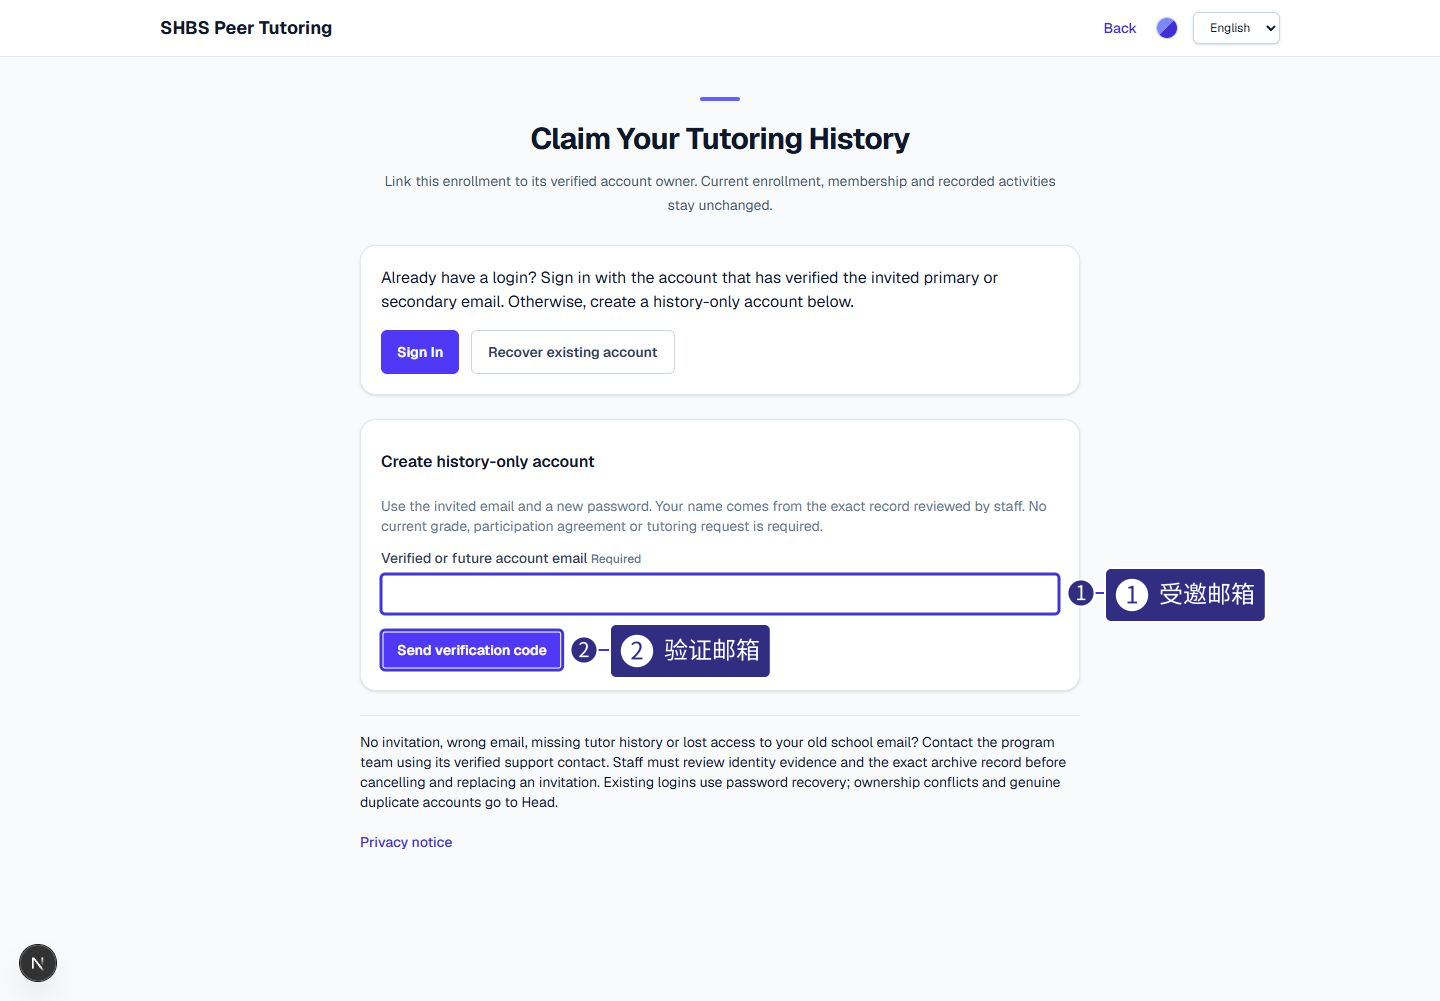 SHBS Peer Tutoring
Back
English
Claim Your Tutoring History
Link this enrollment to its verified account owner. Current enrollment, membership and recorded activities
stay unchanged.
Already have a login? Sign in with the account that has verified the invited primary or
secondary email. Otherwise, create a history-only account below.
Sign In
Recover existing account
Create history-only account
Use the invited email and a new password. Your name comes from the exact record reviewed by staff. No
current grade, participation agreement or tutoring request is required.
Verified or future account email Required
1
1 受邀邮箱
Send verification code
2
2 验证邮箱
No invitation, wrong email, missing tutor history or lost access to your old school email? Contact the program
team using its verified support contact. Staff must review identity evidence and the exact archive record before
cancelling and replacing an invitation. Existing logins use password recovery; ownership conflicts and genuine
duplicate accounts go to Head.
Privacy notice
N